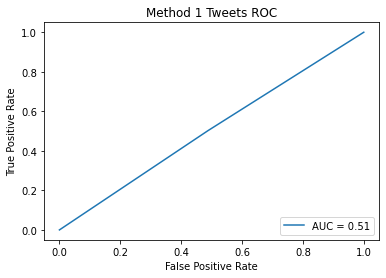 Method 1 Tweets ROC
True Positive Rate
1.0
0.8
0.6
0.4
0.2
0.0
AUC = 0.51
0.0 0.2 0.4 0.6 0.8 1.0
False Positive Rate